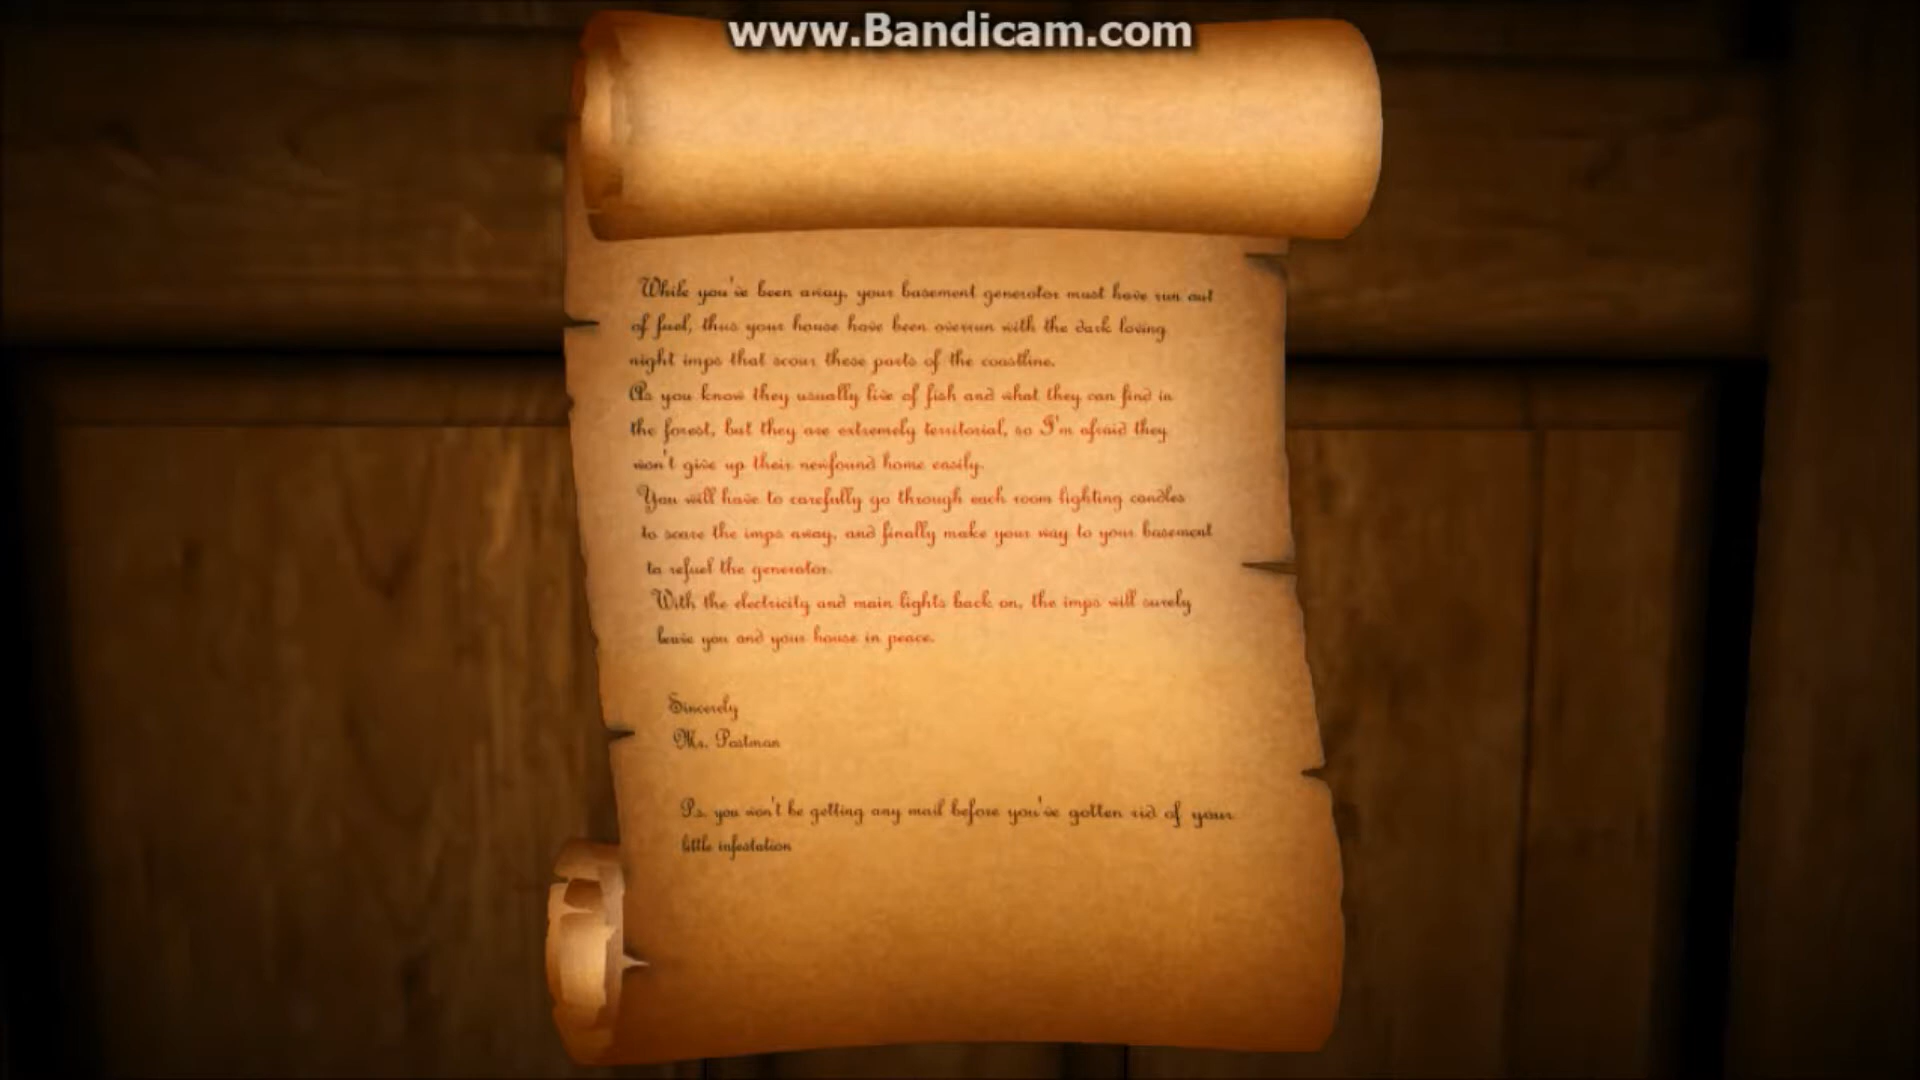 www.Bandicam.com
While you've been away, your basement generator must have run out
of fuel, thus your house have been overrun with the dark loving
night imps that scour these parts of the coastline.
As you know they usually live of fish and what they can find in
the forest, but they are extremely territorial, so I'm afraid they
won't give up their newfound home easily.
You will have to carefully go through each room lighting candles
to scare the imps away, and finally make your way to your basement
to refuel the generator.
With the electricity and main lights back on, the imps will surely
leave you and your house in peace.
Sincerely
Mr. Postman
Ps. you won't be getting any mail before you've gotten rid of your
little infestation